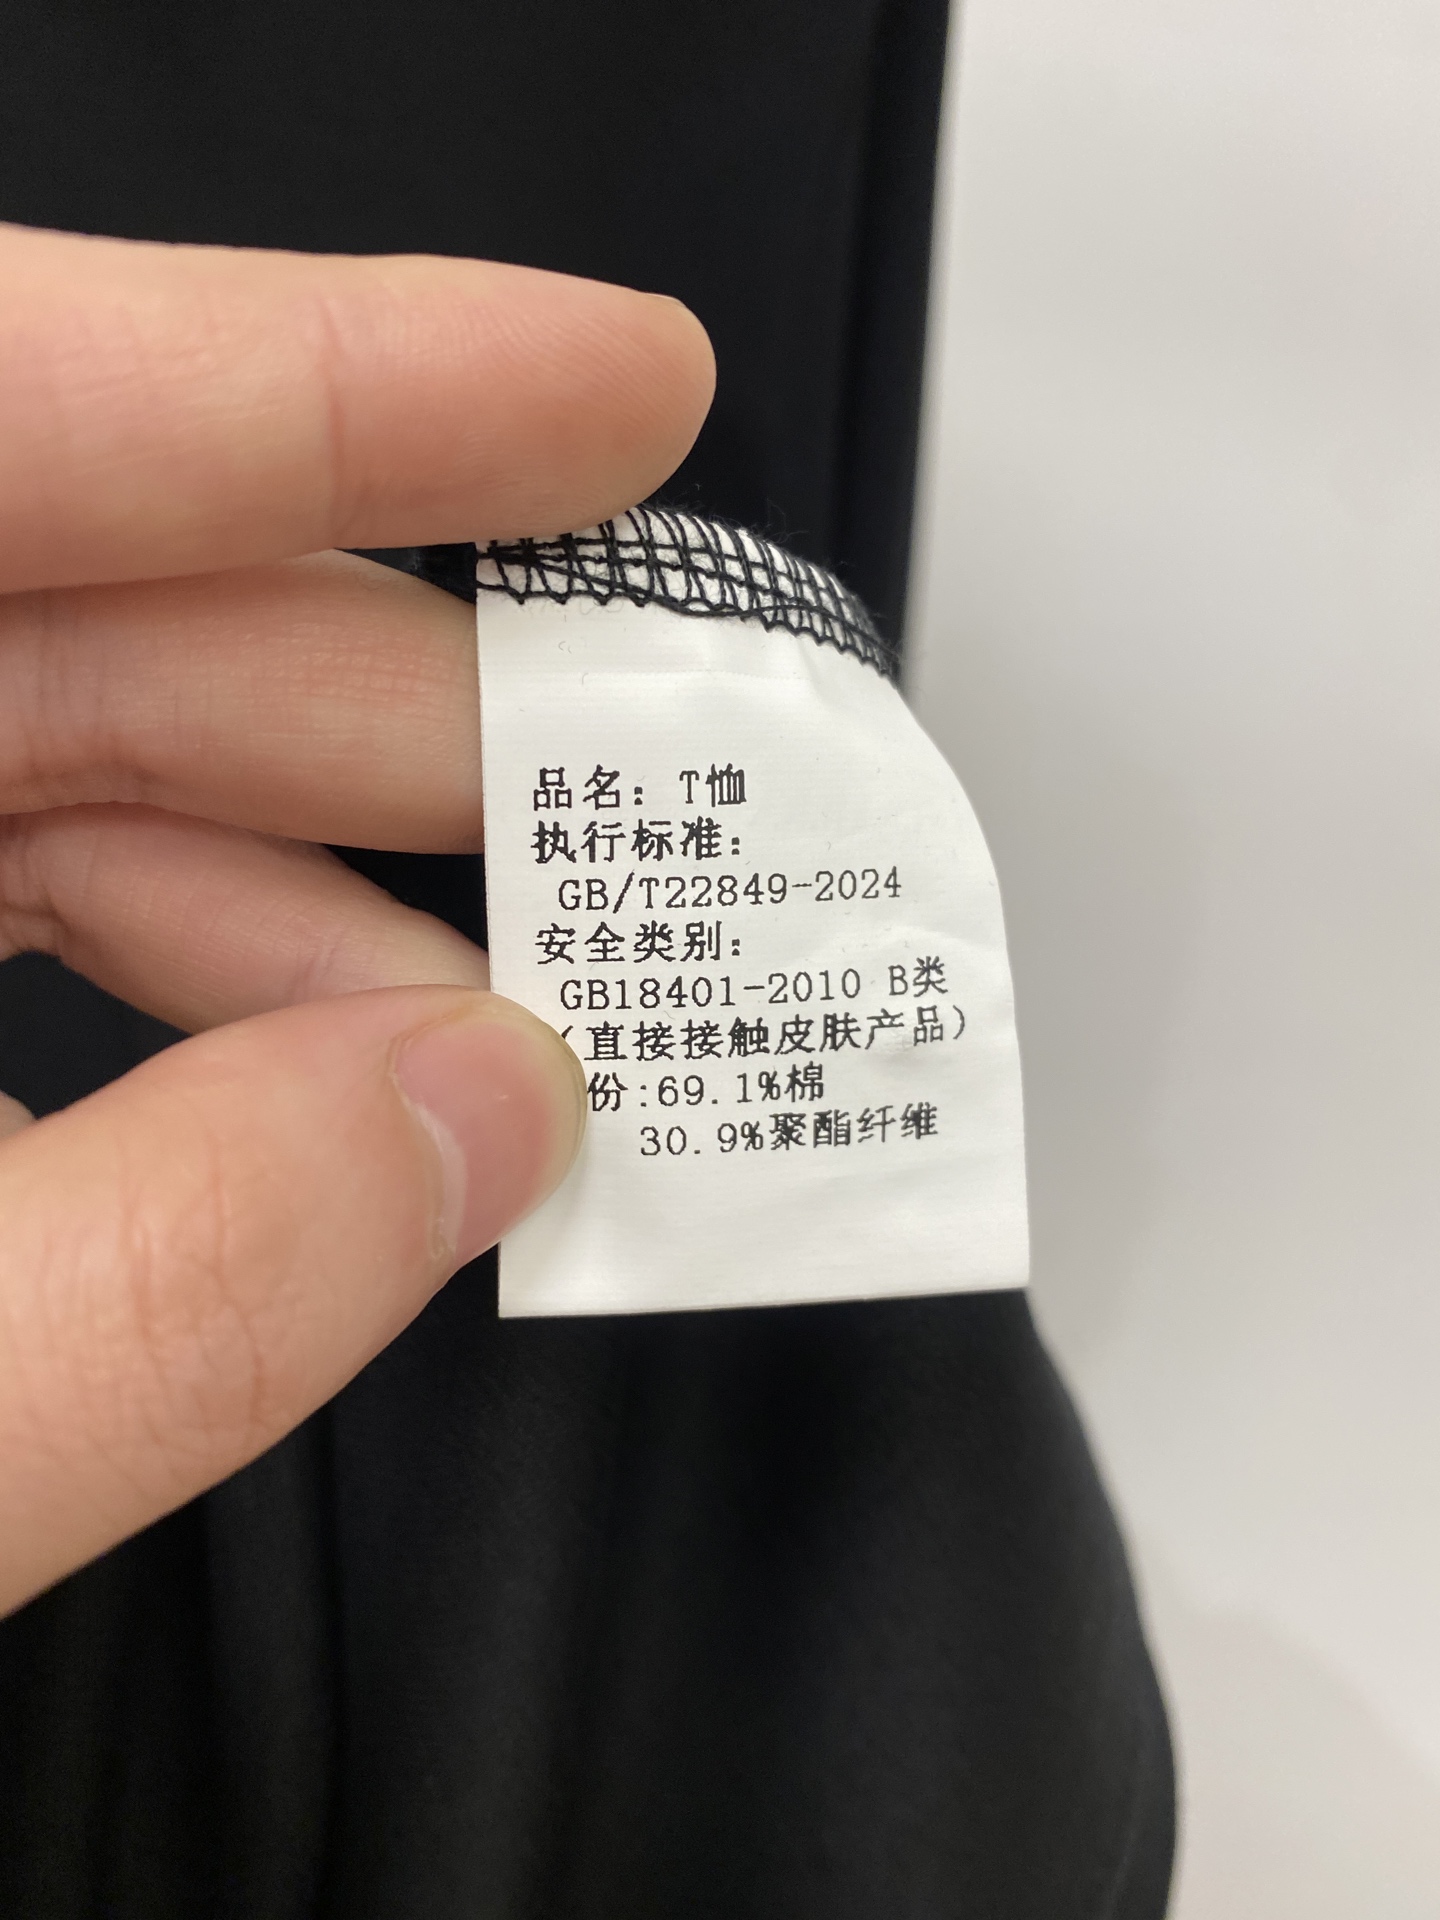 品名：T恤
执行标准：
GB/T22849-2024
安全类别：
GB18401-2010 B类
（直接接触皮肤产品）
份:69.1%棉
30.9%聚酯纤维